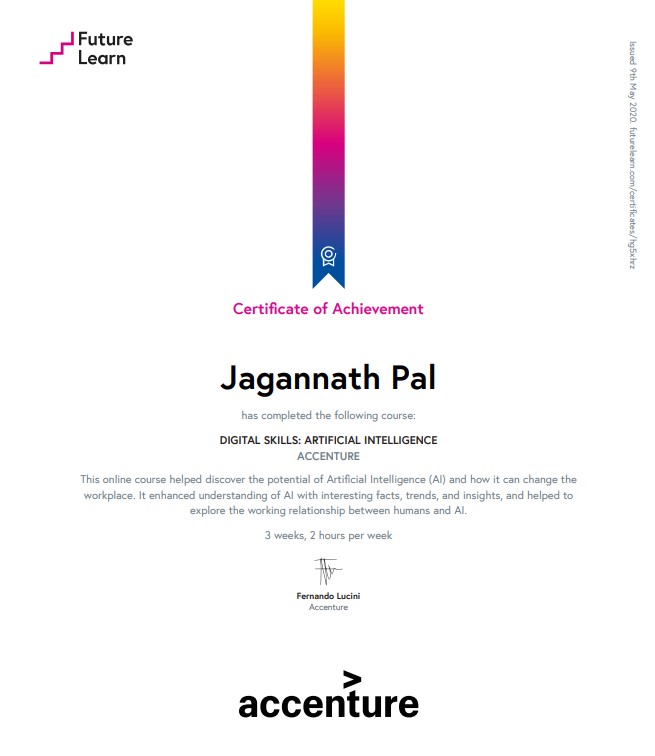 Future
Learn
Issued 9th May 2020. futurelearn.com/certificates/hg5xhrz
Certificate of Achievement
Jagannath Pal
has completed the following course:
DIGITAL SKILLS: ARTIFICIAL INTELLIGENCE
ACCENTURE
This online course helped discover the potential of Artificial Intelligence (AI) and how it can change the
workplace. It enhanced understanding of AI with interesting facts, trends, and insights, and helped to
explore the working relationship between humans and AI.
3 weeks, 2 hours per week
Fernando Lucini
Accenture
accenture